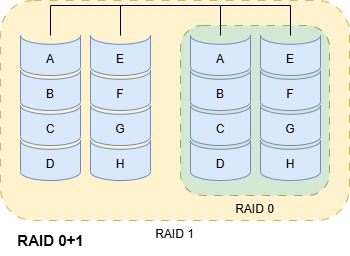 A E A E
B F B F
C G C G
D H D H
RAID 0
RAID 1
RAID 0+1